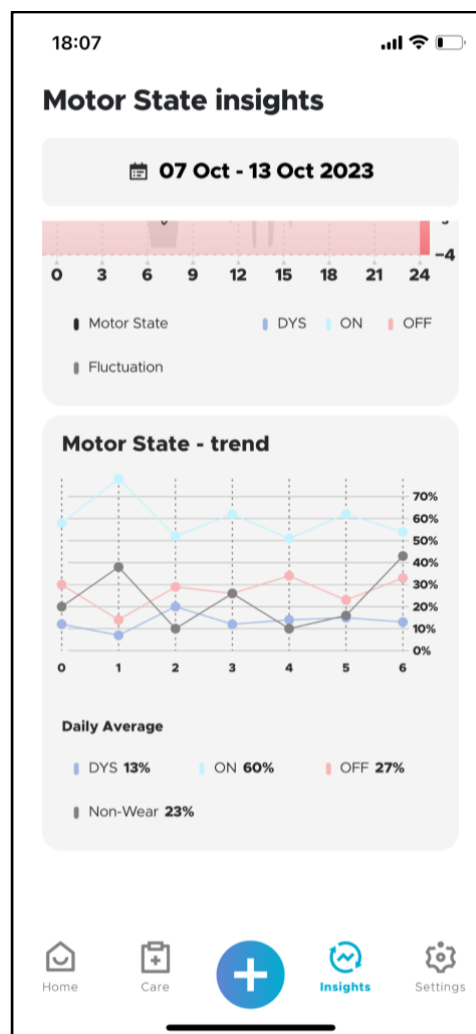 18:07
Motor State insights
07 Oct - 13 Oct 2023
-4
0 3 6 9 12 15 18 21 24
Motor State DYS ON OFF
Fluctuation
Motor State - trend
70%
60%
50%
40%
30%
20%
10%
0%
0 1 2 3 4 5 6
Daily Average
DYS 13% ON 60% OFF 27%
Non-Wear 23%
Home Care Insights Settings